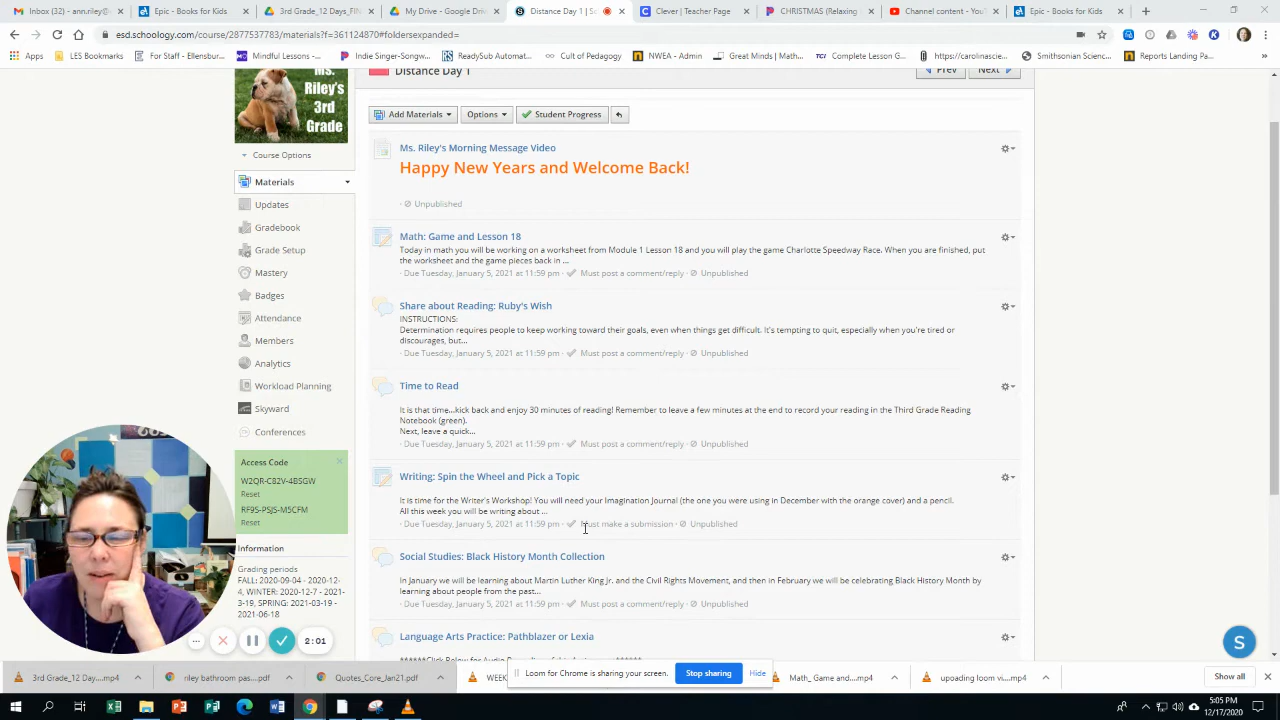 Inbox (32) - ann.riley@
Epic - Books for Kids
3rd Grade_12 Days_FIN
My Drive - Google Driv
Distance Day 1 | S
Clever | Teacher Page
CHRISTMAS (Relaxing
Channel content - YouT
Epic - Books for Kids
esd.schoology.com/course/2877537783/materials?f=361124870#foldersexpanded=
School Staff - Ellensbur...
LES Bookmarks
Epic
Mindful Lessons -...
Indie Singer-Songw...
ReadySub Automat...
Cult of Pedagogy
NWEA - Admin
Great Minds | Math...
Complete Lesson G...
https://carolinascie...
Smithsonian Scienc...
Reports Landing Pa...
Distance Day 1
Prev
Next
Ms.
Riley's
3rd
Grade
Add Materials
Options
Student Progress
Course Options
Materials
Updates
Gradebook
Grade Setup
Mastery
Badges
Attendance
Members
Analytics
Workload Planning
Skyward
Conferences
Access Code
W2QR-C82V-4BSGW
Reset
RF9S-PSJS-M5CFM
Reset
Information
Grading periods
FALL: 2020-09-04 - 2020-12-
4, WINTER: 2020-12-7 - 2021-
3-19, SPRING: 2021-03-19 -
2021-06-18
Ms. Riley's Morning Message Video
Happy New Years and Welcome Back!
· Unpublished
Math: Game and Lesson 18
Today in math you will be working on a worksheet from Module 1 Lesson 18 and you will play the game Charlotte Speedway Race. When you are finished, put
the worksheet and the game pieces back in ...
· Due Tuesday, January 5, 2021 at 11:59 pm · Must post a comment/reply · Unpublished
Share about Reading: Ruby's Wish
INSTRUCTIONS:
Determination requires people to keep working toward their goals, even when things get difficult. It's tempting to quit, especially when you're tired or
discourages, but...
· Due Tuesday, January 5, 2021 at 11:59 pm · Must post a comment/reply · Unpublished
Time to Read
It is that time...kick back and enjoy 30 minutes of reading! Remember to leave a few minutes at the end to record your reading in the Third Grade Reading
Notebook (green).
Next, leave a quick...
· Due Tuesday, January 5, 2021 at 11:59 pm · Must post a comment/reply · Unpublished
Writing: Spin the Wheel and Pick a Topic
It is time for the Writer's Workshop! You will need your Imagination Journal (the one you were using in December with the orange cover) and a pencil.
All this week you will be writing about ...
· Due Tuesday, January 5, 2021 at 11:59 pm · Must make a submission · Unpublished
Social Studies: Black History Month Collection
In January we will be learning about Martin Luther King Jr. and the Civil Rights Movement, and then in February we will be celebrating Black History Month by
learning about people from the past...
· Due Tuesday, January 5, 2021 at 11:59 pm · Must post a comment/reply · Unpublished
Language Arts Practice: Pathblazer or Lexia
2:01
Loom for Chrome is sharing your screen.
Stop sharing
Hide
S
3rd Grade_12 Day....mp4
riley bathroom pas....pdf
Quotes_Core_Jan21.pdf
WEE
Math_ Game and....mp4
upoading loom vi....mp4
Show all
5:05 PM
12/17/2020